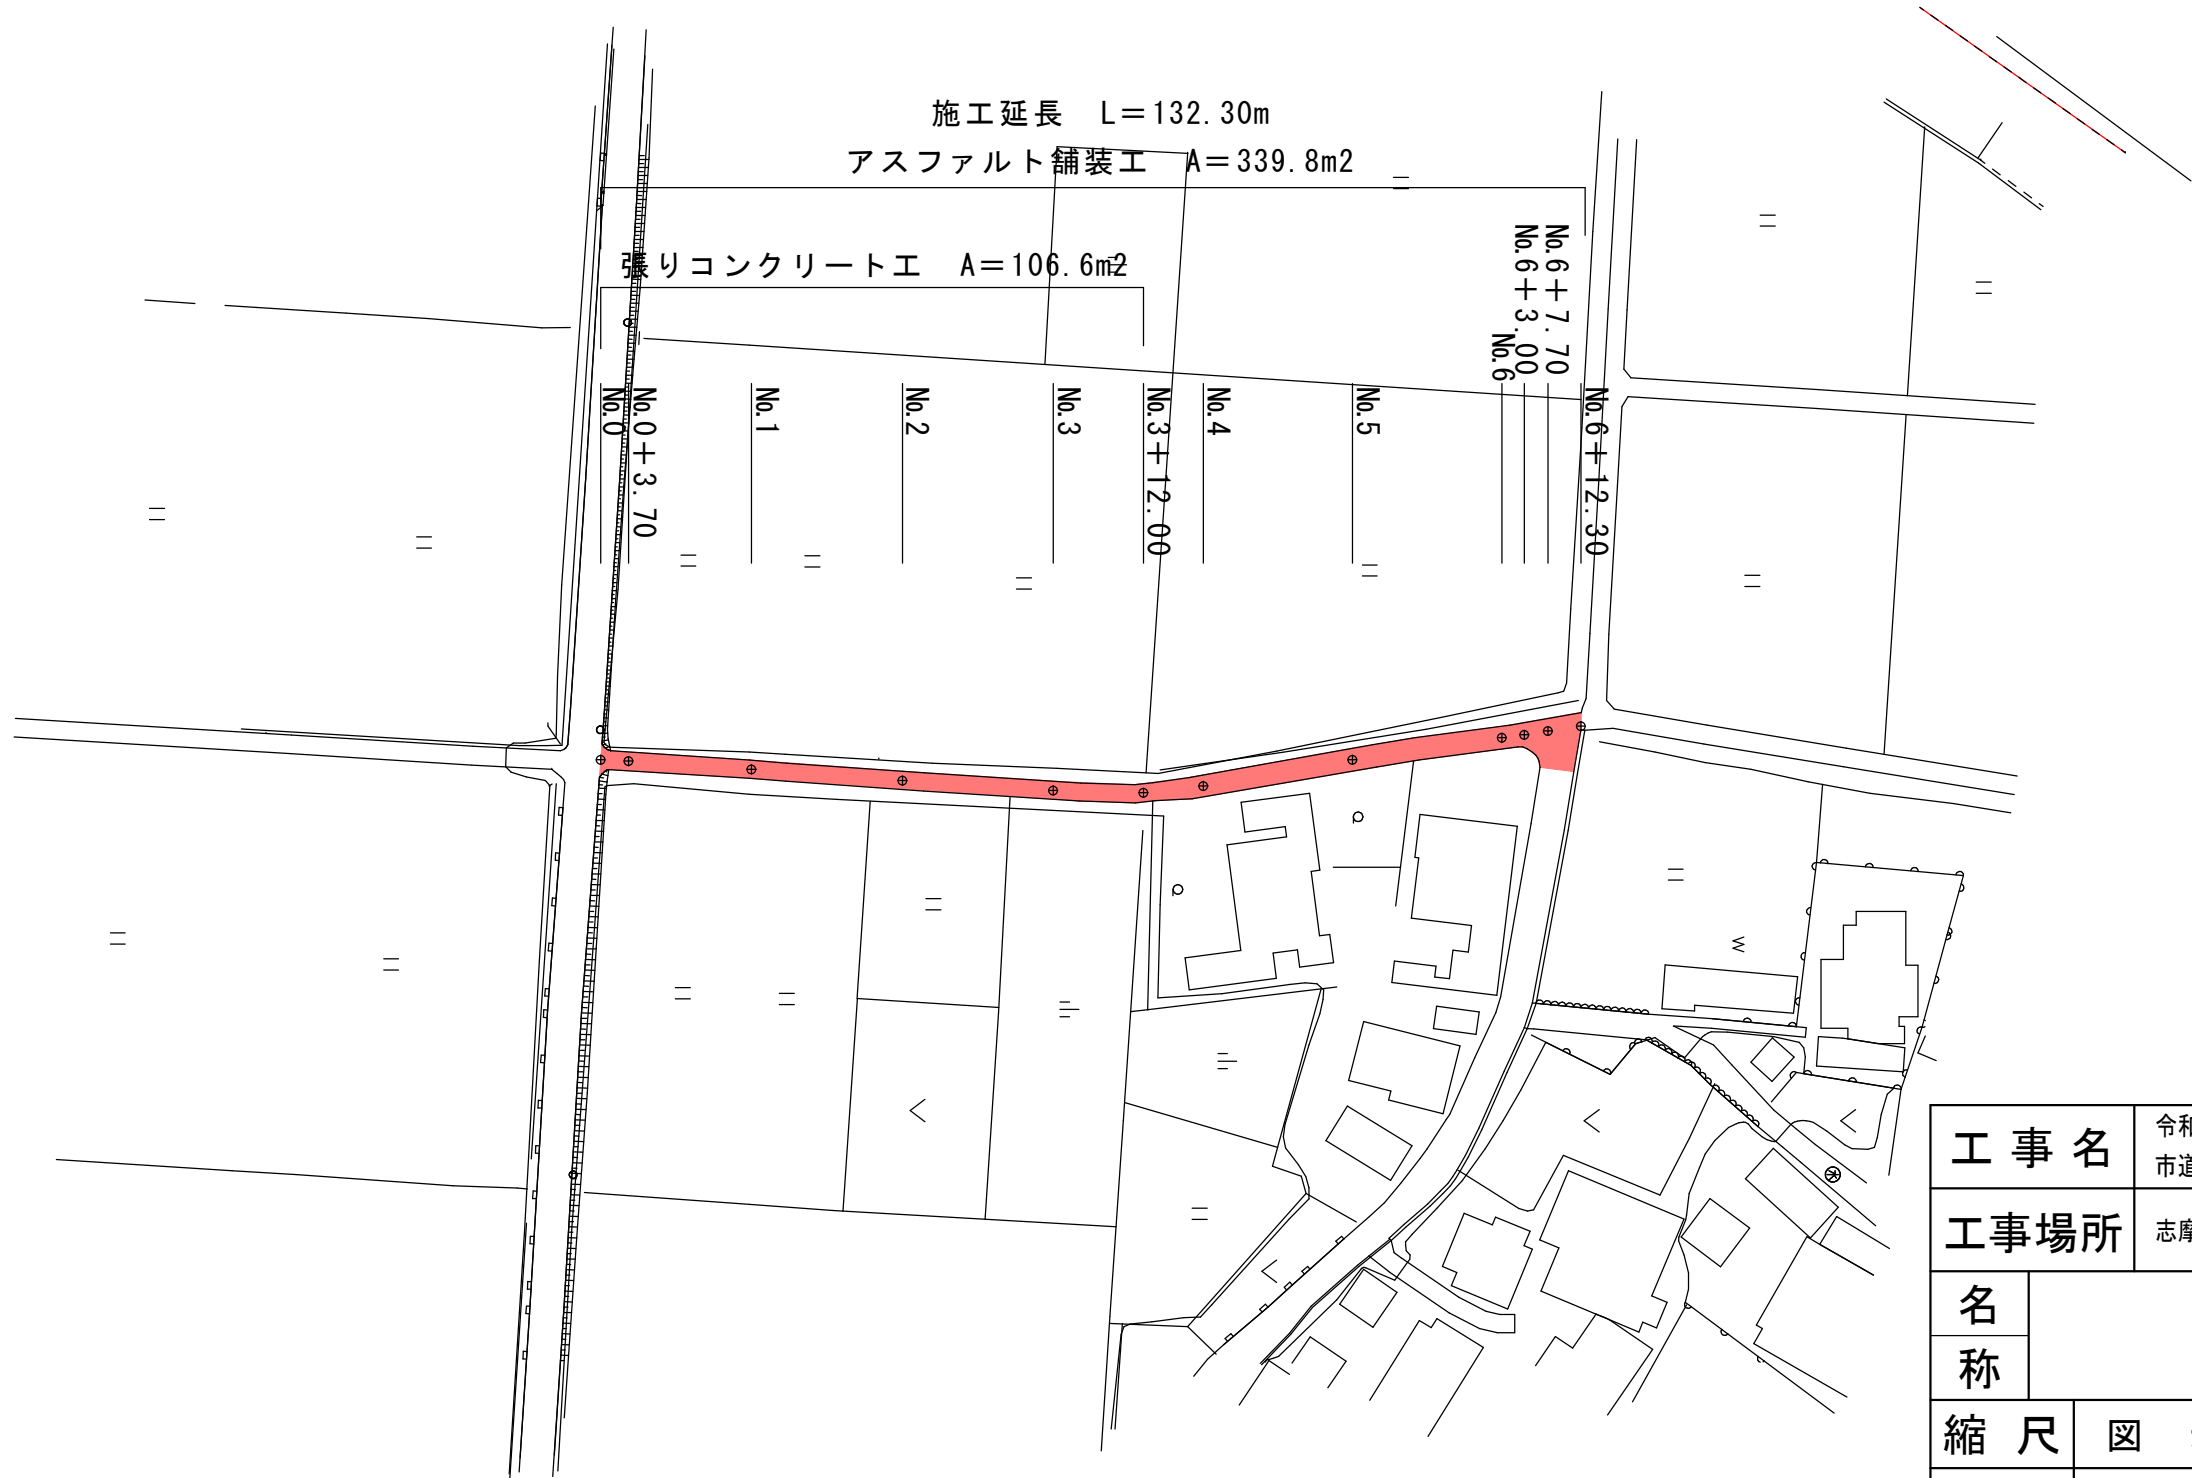 施工延長　L＝132.30m
アスファルト舗装工　A＝339.8m2
張りコンクリート工　A＝106.6m2
No.0
No.0＋3.70
No.1
No.2
No.3
No.3＋12.00
No.4
No.5
No.6
No.6＋3.00
No.6＋7.70
No.6＋12.30
工事名　令和
市道
工事場所　志摩
名称
縮尺　図